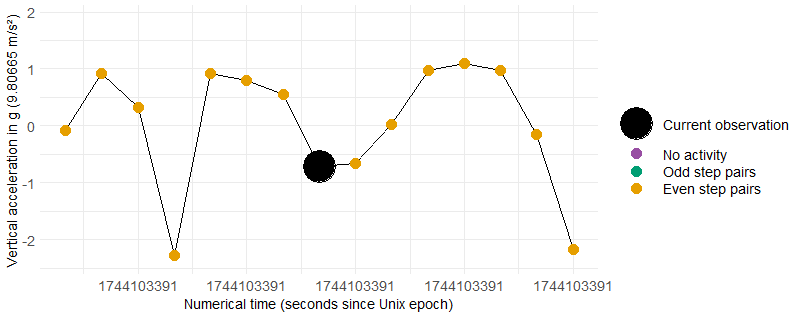 Vertical acceleration in g (9.80665 m/s²)
2
1
0
-1
-2
1744103391 1744103391 1744103391 1744103391 1744103391
Numerical time (seconds since Unix epoch)
Current observation
No activity
Odd step pairs
Even step pairs